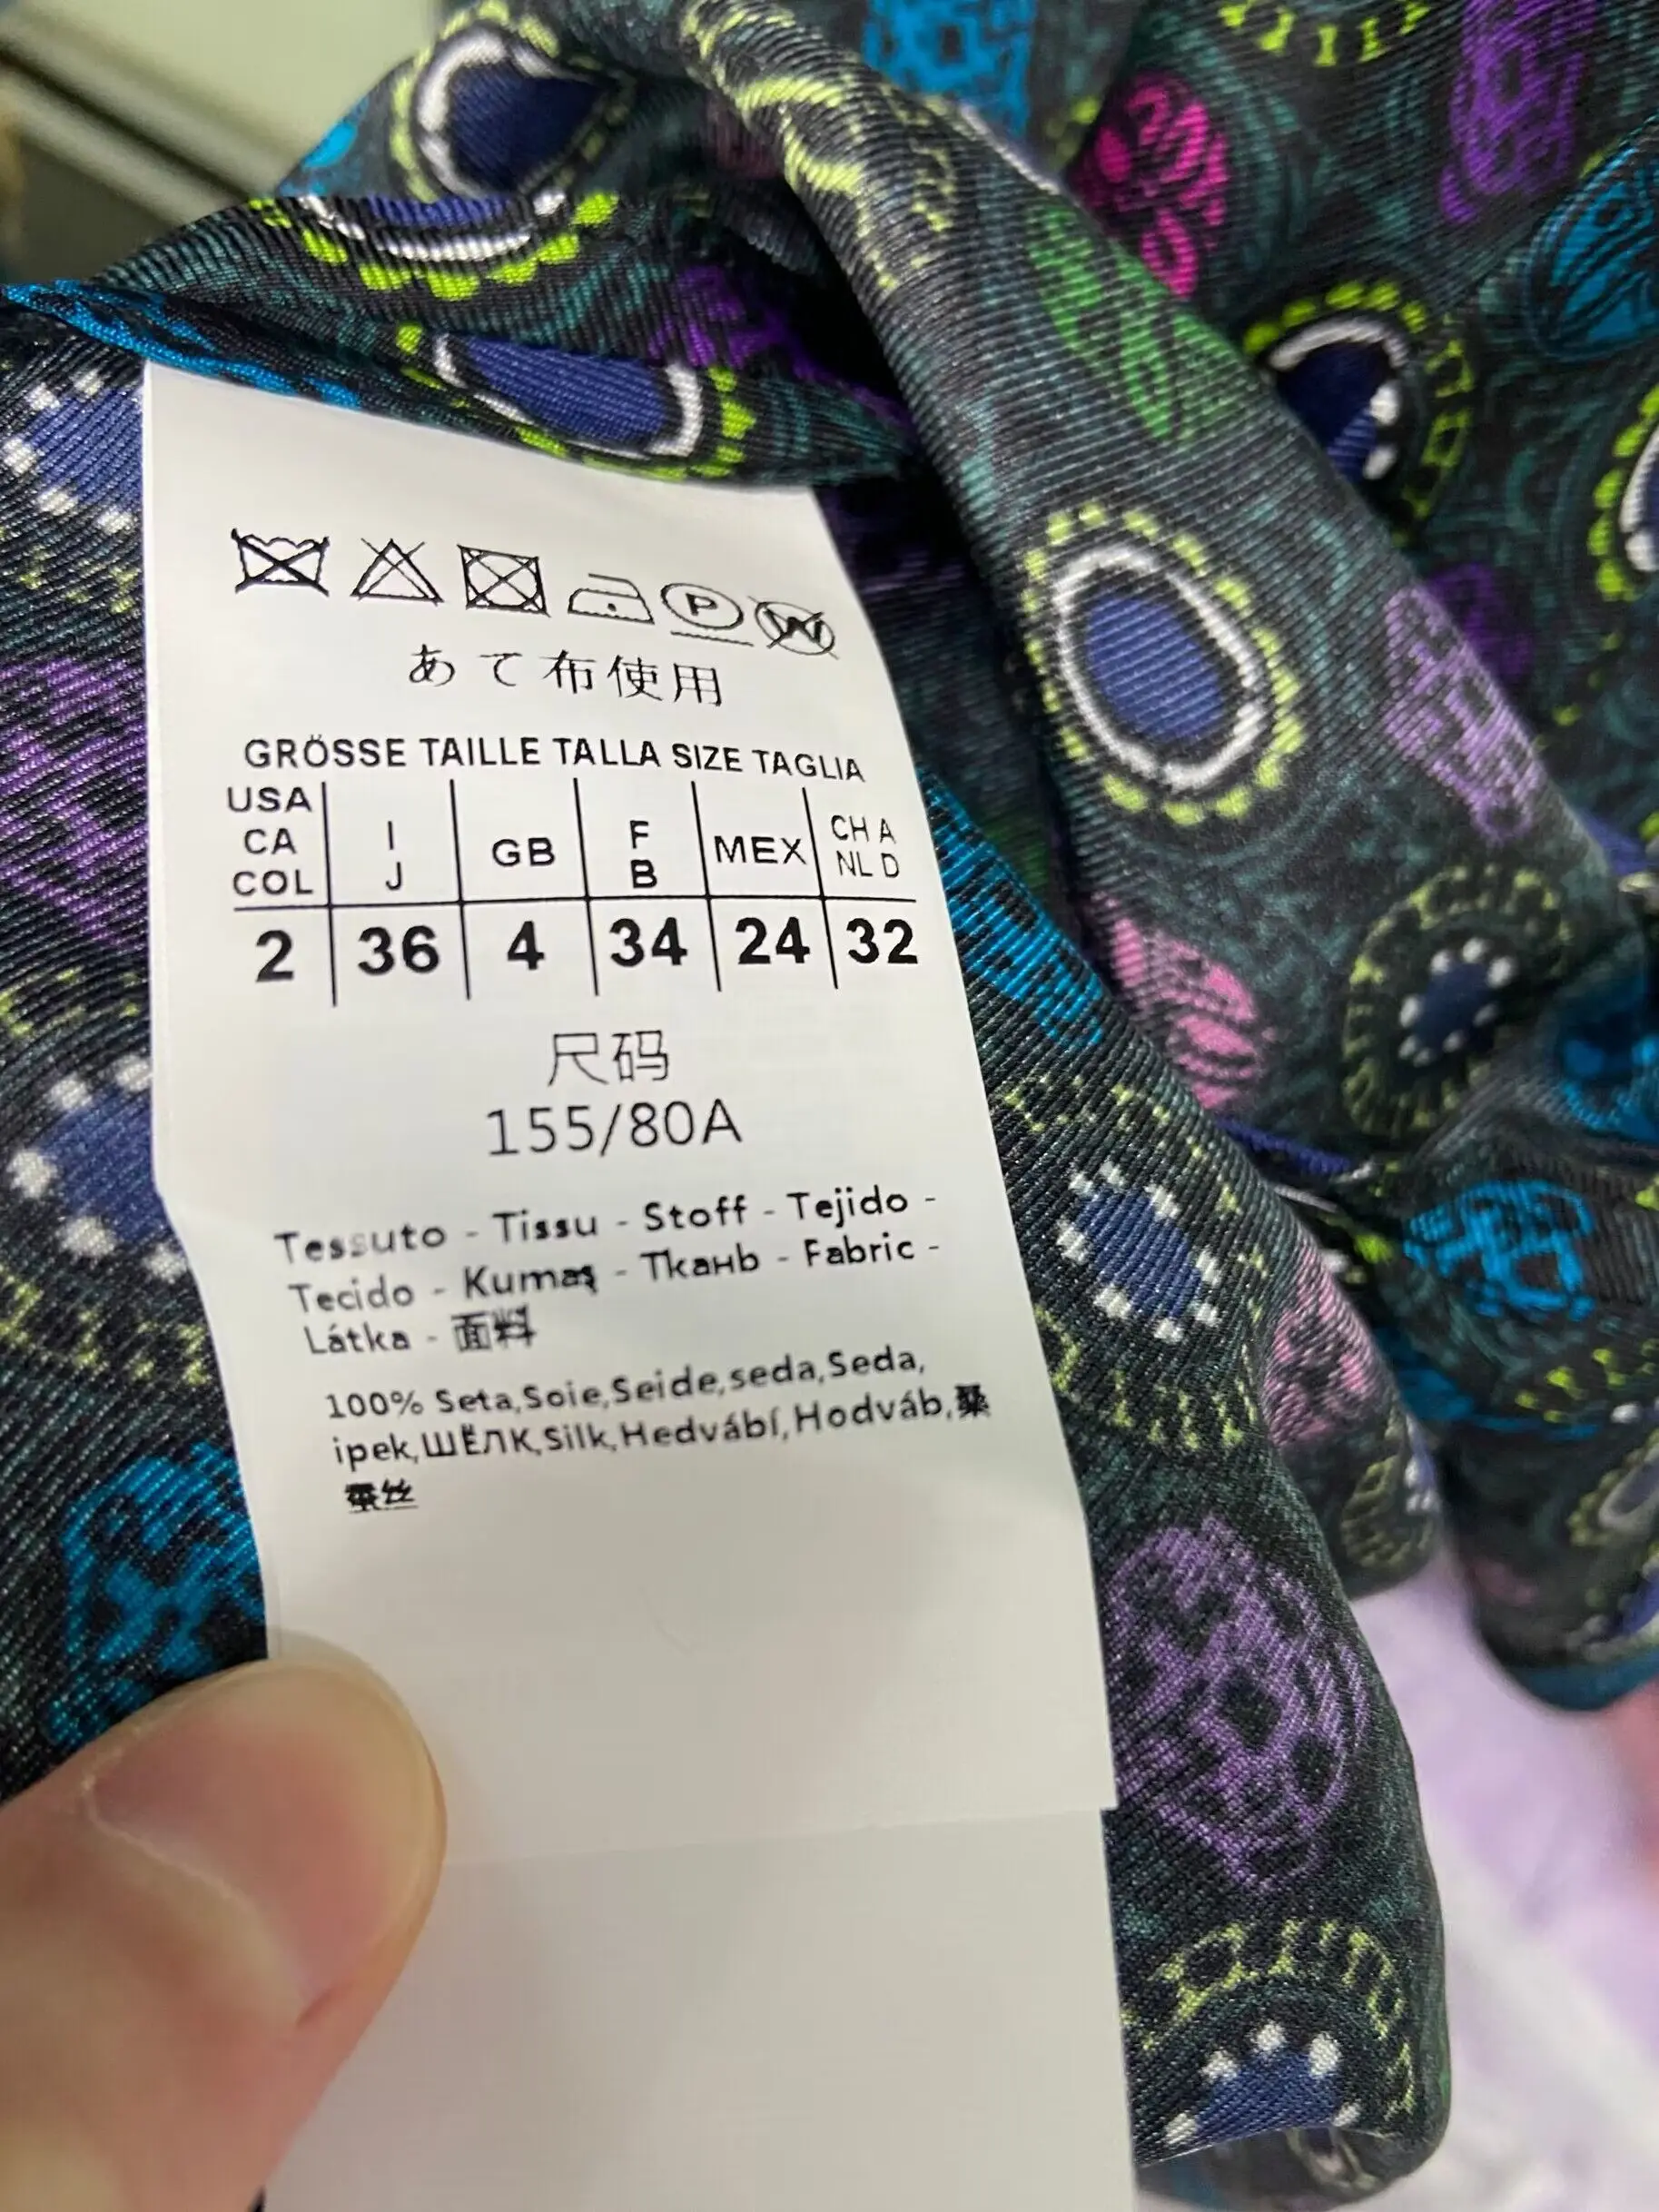 P W
あて布使用
GRÖSSE TAILLE TALLA SIZE TAGLIA
USA CA COL I J GB F B MEX CH A NL D
2 36 4 34 24 32
尺码
155/80A
Tessuto - Tissu - Stoff - Tejido -
Tecido - Kumaş - Ткань - Fabric -
Látka - 面料
100% Seta,Soie,Seide,seda,Seda,
ipek,ШЁЛК,Silk,Hedvábí,Hodváb,桑
蚕丝